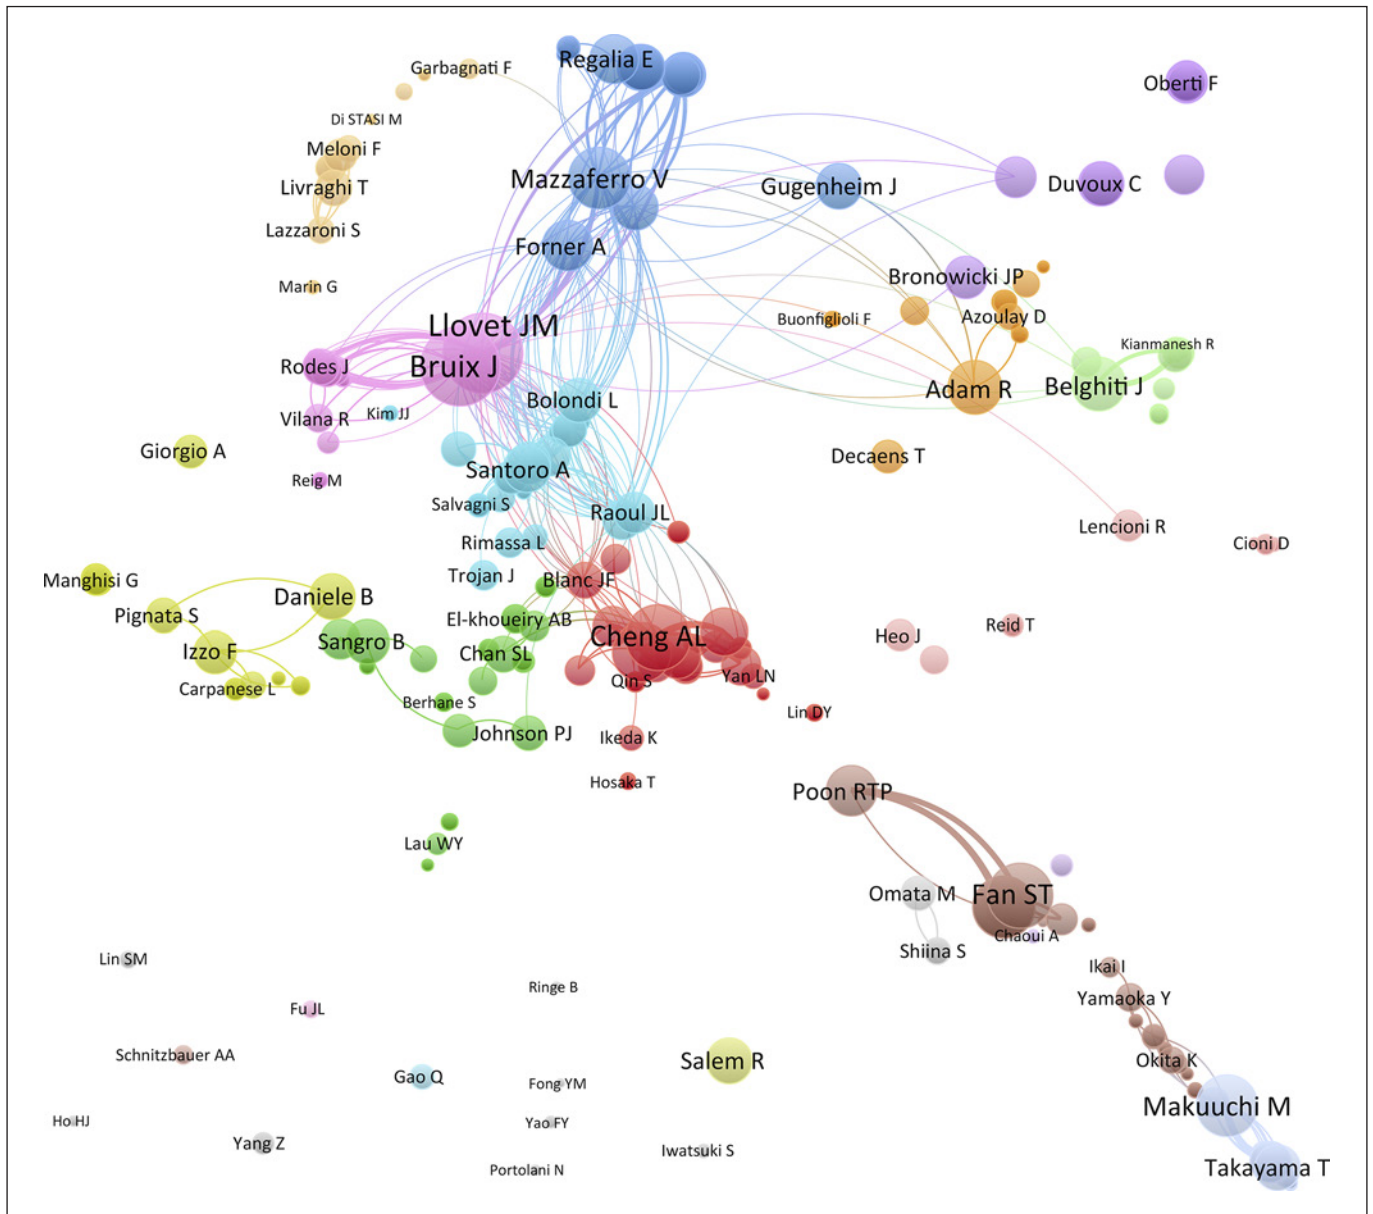 Regalia E
Garbagnati F
Oberti F
Di STASI M
Meloni F
Mazzaferro V
Gugenheim J
Duvoux C
Livraghi T
Lazzaroni S
Forner A
Bronowicki JP
Marin G
Buonfiglioli F
Azoulay D
Llovet JM
Kianmanesh R
Rodes J
Bruix J
Adam R
Belghiti J
Bolondi L
Vilana R
Kim JJ
Giorgio A
Decaens T
Santoro A
Reig M
Salvagni S
Raoul JL
Lencioni R
Rimassa L
Cioni D
Manghisi G
Trojan J
Blanc JF
Daniele B
Pignata S
El-khoueiry AB
Reid T
Sangro B
Cheng AL
Heo J
Izzo F
Chan SL
Carpanese L
Qin S
Yan LN
Berhane S
Lin DY
Johnson PJ
Ikeda K
Hosaka T
Poon RTP
Lau WY
Omata M
Fan ST
Chaoui A
Shiina S
Lin SM
Ikai I
Ringe B
Yamaoka Y
Fu JL
Schnitzbauer AA
Salem R
Okita K
Gao Q
Fong YM
Makuuchi M
Ho HJ
Yao FY
Yang Z
Iwatsuki S
Portolani N
Takayama T